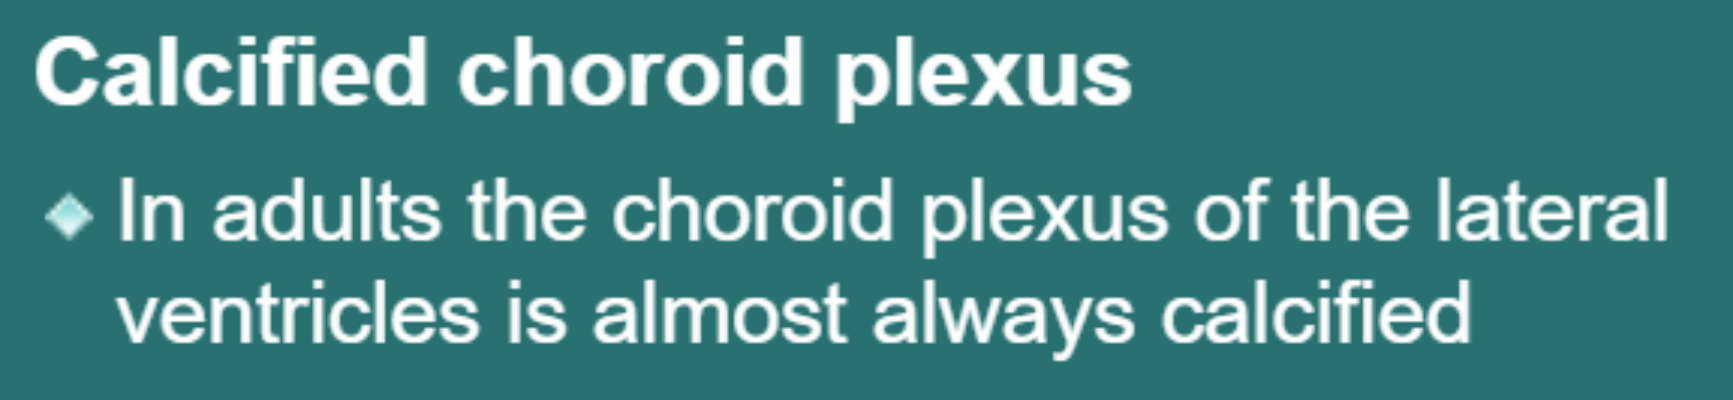 Calcified choroid plexus
In adults the choroid plexus of the lateral
ventricles is almost always calcified